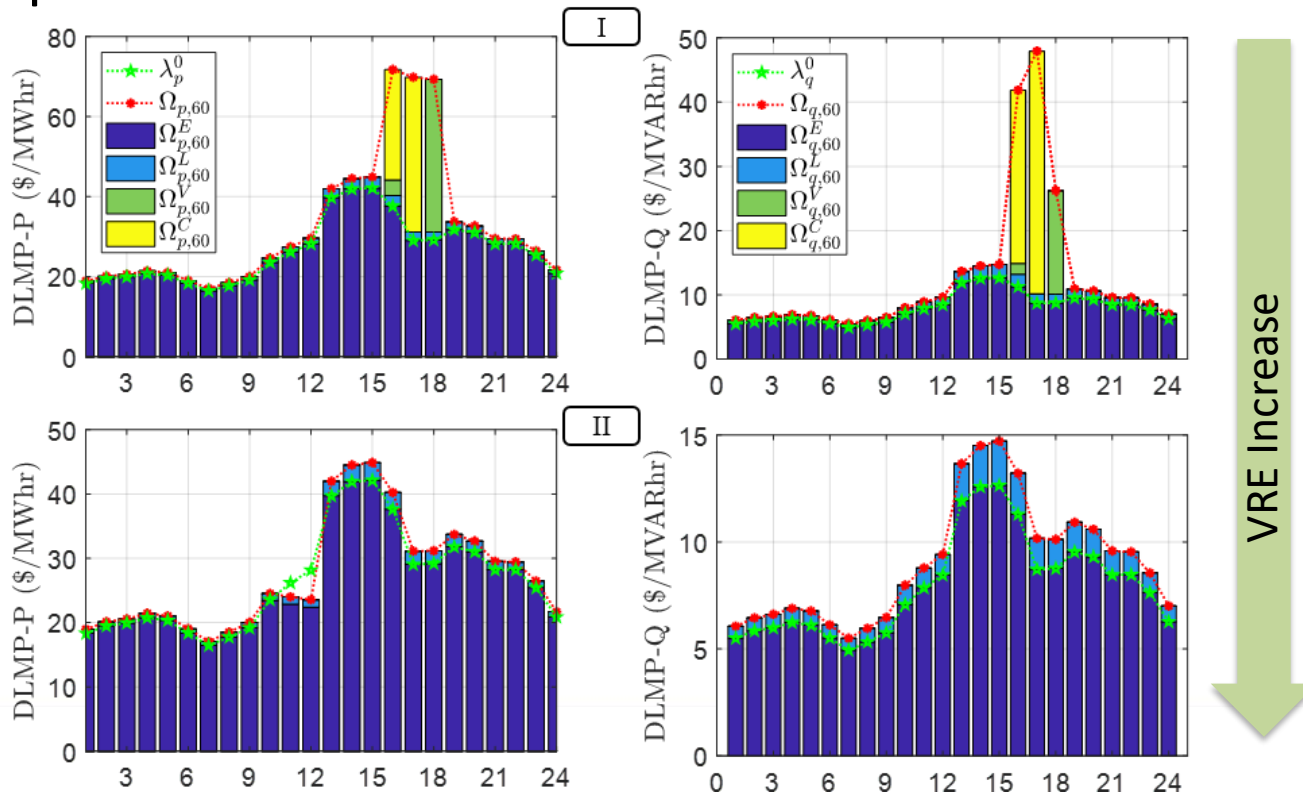 I
DLMP-P ($/MWhr)
80
60
40
20
0
λ_p^0
Ω_{p,60}
Ω_{p,60}^E
Ω_{p,60}^L
Ω_{p,60}^V
Ω_{p,60}^C
3 6 9 12 15 18 21 24
DLMP-Q ($/MVARhr)
50
40
30
20
10
0
λ_q^0
Ω_{q,60}
Ω_{q,60}^E
Ω_{q,60}^L
Ω_{q,60}^V
Ω_{q,60}^C
0 3 6 9 12 15 18 21 24
II
DLMP-P ($/MWhr)
50
40
30
20
10
0
3 6 9 12 15 18 21 24
DLMP-Q ($/MVARhr)
15
10
5
0
0 3 6 9 12 15 18 21 24
VRE Increase